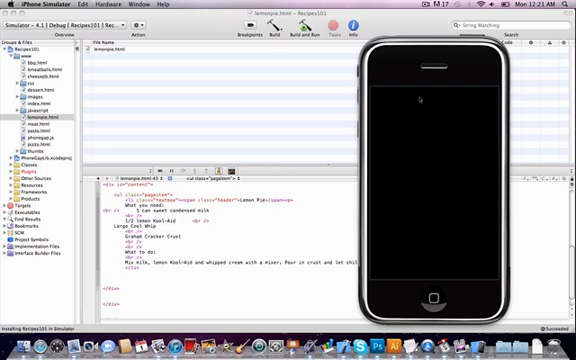 iPhone Simulator File Edit Hardware Window Help
M 17
Mon 12:21 AM
lemonpie.html - Recipes101
Simulator - 4.1 | Debug | Recipes101...
String Matching
Overview
Breakpoints
Build
Build and Run
Tasks
Info
Groups & Files
File Name
Code
Recipes101
lemonpie.html
www
bbq.html
bmeatballs.html
cheesepb.html
css
dessert.html
images
index.html
javascript
lemonpie.html
meat.html
pasta.html
phonegap.js
pizza.html
thumbs
PhoneGapLib.xcodeproj
Classes
Plugins
Other Sources
Resources
Frameworks
Products
Targets
Executables
Find Results
Bookmarks
SCM
Project Symbols
Implementation Files
Interface Builder Files
lemonpie.html:43
<ul class="pageitem">
<div id="content">
<ul class="pageitem">
<li class="textbox"><span class="header">Lemon Pie</span><p>
What you need:
<br /> 1 can sweet condensed milk
<br />
1/2 lemon Kool-Aid <br />
Large Cool Whip
<br />
Graham Cracker Crust
<br />
What to do:
<br />
Mix milk, lemon Kool-Aid and whipped cream with a mixer. Pour in crust and let chil
</li>
</div>
Installing Recipes101 in Simulator
Succeeded